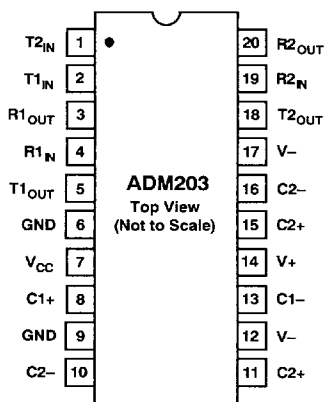 T2IN 1 20 R2OUT
T1IN 2 19 R2IN
R1OUT 3 18 T2OUT
R1IN 4 17 V–
T1OUT 5 ADM203 16 C2–
Top View
GND 6 (Not to Scale) 15 C2+
VCC 7 14 V+
C1+ 8 13 C1–
GND 9 12 V–
C2– 10 11 C2+